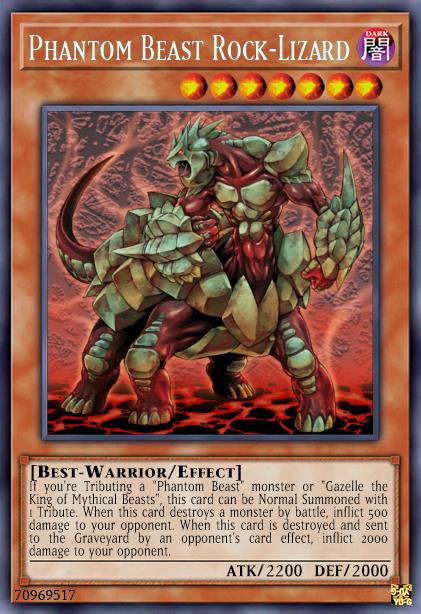 Phantom Beast Rock-Lizard
DARK
闇
[Best-Warrior/Effect]
If you're Tributing a "Phantom Beast" monster or "Gazelle the
King of Mythical Beasts", this card can be Normal Summoned with
1 Tribute. When this card destroys a monster by battle, inflict 500
damage to your opponent. When this card is destroyed and sent
to the Graveyard by an opponent's card effect, inflict 2000
damage to your opponent.
ATK/2200 DEF/2000
70969517